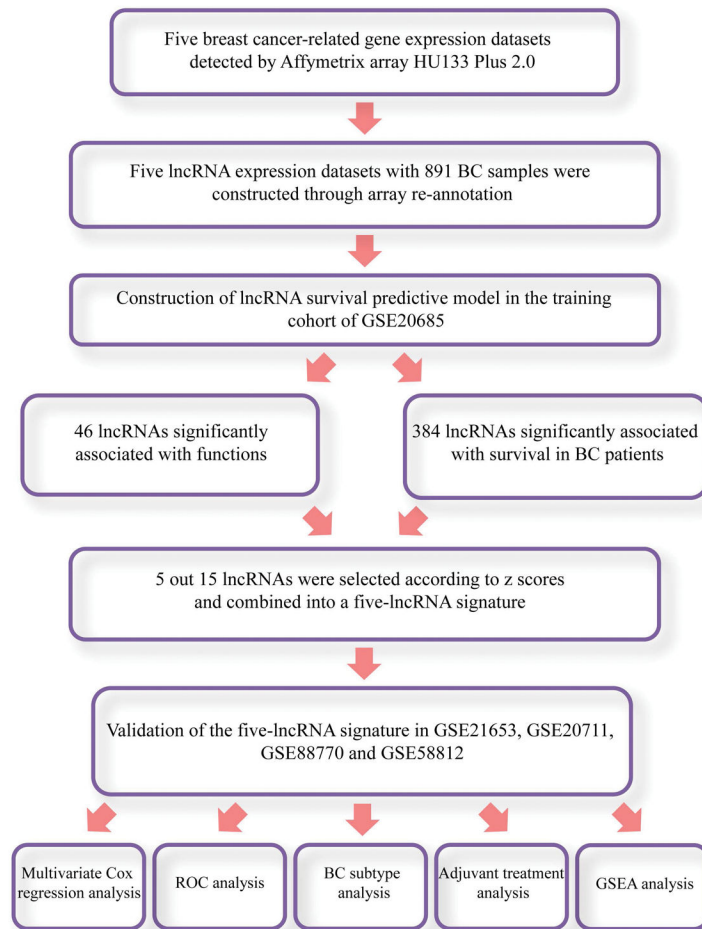 Five breast cancer-related gene expression datasets
detected by Affymetrix array HU133 Plus 2.0
Five lncRNA expression datasets with 891 BC samples were
constructed through array re-annotation
Construction of lncRNA survival predictive model in the training
cohort of GSE20685
46 lncRNAs significantly
associated with functions
384 lncRNAs significantly associated
with survival in BC patients
5 out 15 lncRNAs were selected according to z scores
and combined into a five-lncRNA signature
Validation of the five-lncRNA signature in GSE21653, GSE20711,
GSE88770 and GSE58812
Multivariate Cox
regression analysis
ROC analysis
BC subtype
analysis
Adjuvant treatment
analysis
GSEA analysis